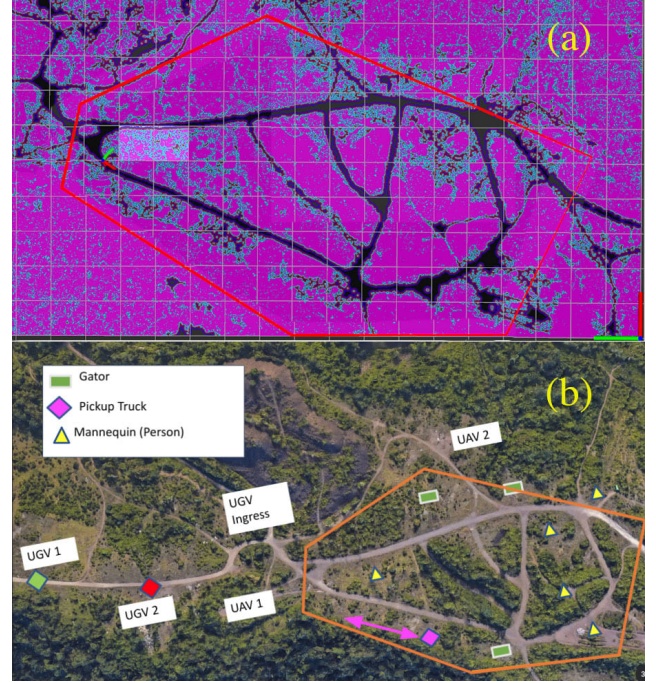 (a)
(b)
Gator
Pickup Truck
Mannequin (Person)
UAV 2
UGV
Ingress
UGV 1
UGV 2
UAV 1